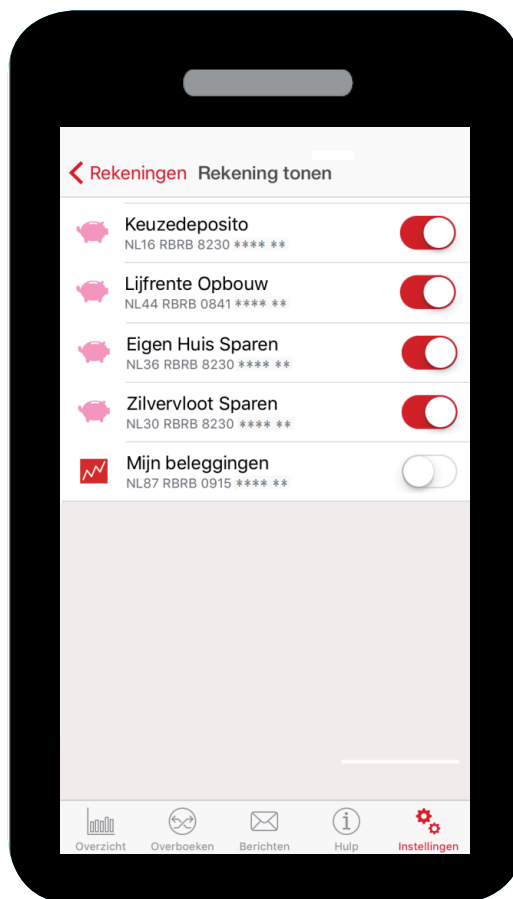 Rekeningen Rekening tonen
Keuzedeposito
NL16 RBRB 8230 **** **
Lijfrente Opbouw
NL44 RBRB 0841 **** **
Eigen Huis Sparen
NL36 RBRB 8230 **** **
Zilvervloot Sparen
NL30 RBRB 8230 **** **
Mijn beleggingen
NL87 RBRB 0915 **** **
Overzicht Overboeken Berichten Hulp Instellingen